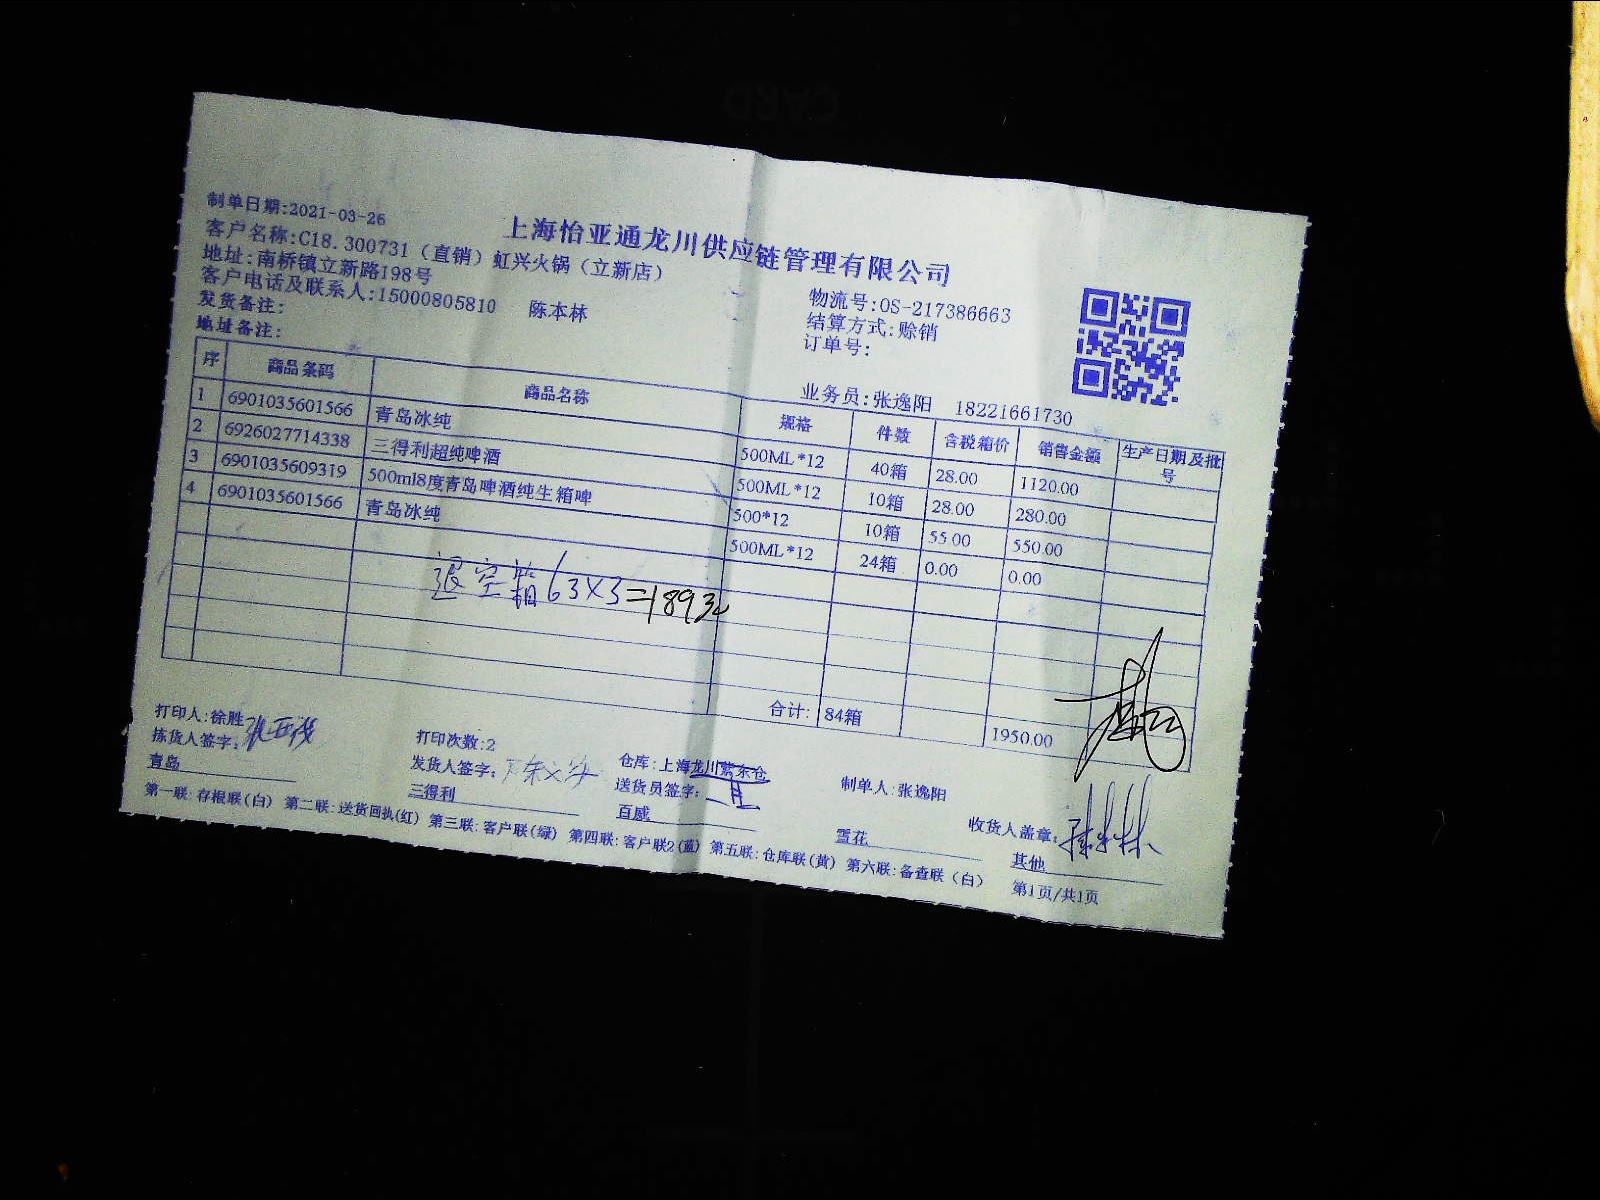 上海怡亚通龙川供应链管理有限公司
制单日期:2021-03-26
客户名称:C18.300731（直销）虹兴火锅（立新店）
地址:南桥镇立新路198号 物流号:OS-217386663
客户电话及联系人:15000805810 陈本林 结算方式:赊销
发货备注: 订单号:
地址备注: 业务员:张逸阳 18221661730
序 商品条码 商品名称 规格 件数 含税箱价 销售金额 生产日期及批号
1 6901035601566 青岛冰纯 500ML*12 40箱 28.00 1120.00
2 6926027714338 三得利超纯啤酒 500ML*12 10箱 28.00 280.00
3 6901035609319 500ml8度青岛啤酒纯生箱啤 500*12 10箱 55.00 550.00
4 6901035601566 青岛冰纯 500ML*12 24箱 0.00 0.00
退空箱63X3=189元
合计: 84箱 1950.00
打印人:徐胜 打印次数:2 仓库:上海龙川繁东仓 制单人:张逸阳
拣货人签字: 发货人签字: 送货员签字: 收货人盖章: 陈本林
青岛 三得利 百威 雪花 其他
第一联:存根联(白) 第二联:送货回执(红) 第三联:客户联(绿) 第四联:客户联2(蓝) 第五联:仓库联(黄) 第六联:备查联(白) 第1页/共1页
CARD